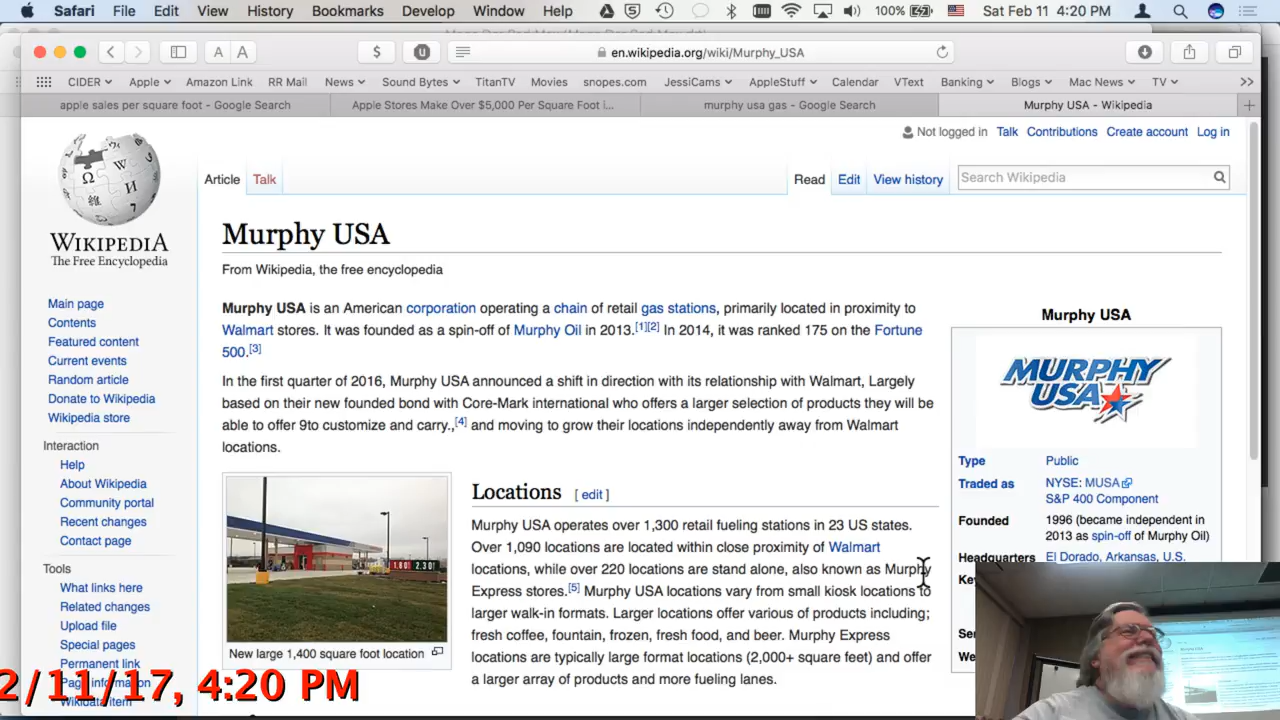 Safari File Edit View History Bookmarks Develop Window Help 100% Sat Feb 11 4:20 PM
en.wikipedia.org/wiki/Murphy_USA
CIDER Apple Amazon Link RR Mail News Sound Bytes TitanTV Movies snopes.com JessiCams AppleStuff Calendar VText Banking Blogs Mac News TV
apple sales per square foot - Google Search Apple Stores Make Over $5,000 Per Square Foot i... murphy usa gas - Google Search Murphy USA - Wikipedia
Not logged in Talk Contributions Create account Log in
Article Talk Read Edit View history Search Wikipedia
WIKIPEDIA
The Free Encyclopedia
Main page
Contents
Featured content
Current events
Random article
Donate to Wikipedia
Wikipedia store
Interaction
Help
About Wikipedia
Community portal
Recent changes
Contact page
Tools
What links here
Related changes
Upload file
Special pages
Permanent link
Page information
Wikidata item
Murphy USA
From Wikipedia, the free encyclopedia
Murphy USA is an American corporation operating a chain of retail gas stations, primarily located in proximity to
Walmart stores. It was founded as a spin-off of Murphy Oil in 2013.[1][2] In 2014, it was ranked 175 on the Fortune
500.[3]
In the first quarter of 2016, Murphy USA announced a shift in direction with its relationship with Walmart, Largely
based on their new founded bond with Core-Mark international who offers a larger selection of products they will be
able to offer 9to customize and carry.,[4] and moving to grow their locations independently away from Walmart
locations.
1.80 2.30
New large 1,400 square foot location
Locations [ edit ]
Murphy USA operates over 1,300 retail fueling stations in 23 US states.
Over 1,090 locations are located within close proximity of Walmart
locations, while over 220 locations are stand alone, also known as Murphy
Express stores.[5] Murphy USA locations vary from small kiosk locations to
larger walk-in formats. Larger locations offer various of products including;
fresh coffee, fountain, frozen, fresh food, and beer. Murphy Express
locations are typically large format locations (2,000+ square feet) and offer
a larger array of products and more fueling lanes.
Murphy USA
MURPHY
USA
Type Public
Traded as NYSE: MUSA
S&P 400 Component
Founded 1996 (became independent in
2013 as spin-off of Murphy Oil)
Headquarters El Dorado, Arkansas, U.S.
2/11/17, 4:20 PM